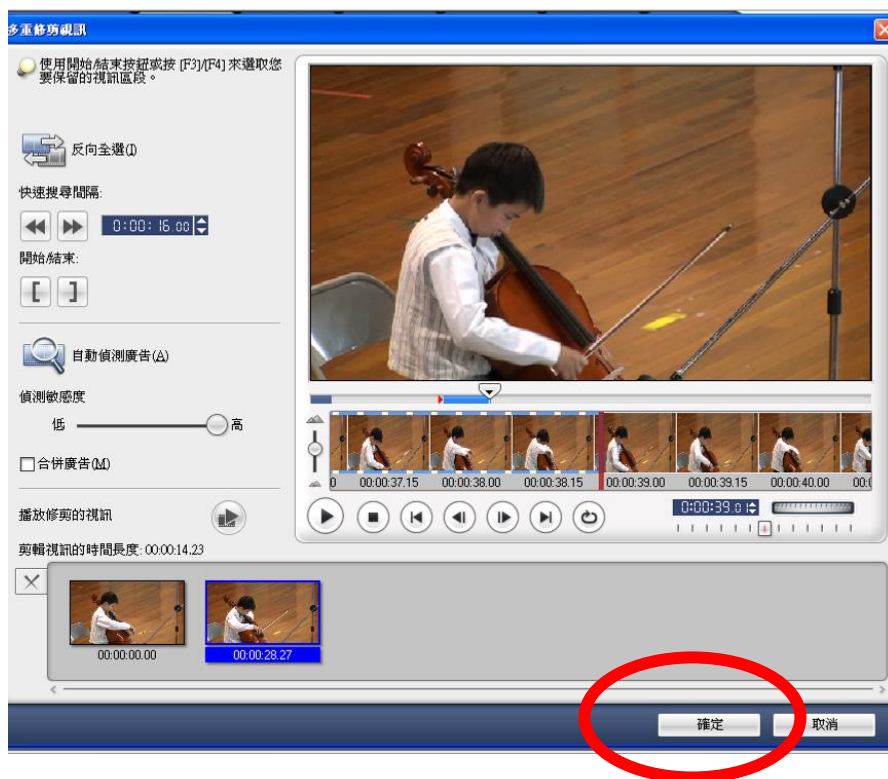 多重修剪視訊
使用開始/結束按鈕或按 [F3]/[F4] 來選取您
要保留的視訊區段。
反向全選(I)
快速搜尋間隔:
0:00:16.00
開始/結束:
自動偵測廣告(A)
偵測敏感度
低 高
合併廣告(M)
播放修剪的視訊
剪輯視訊的時間長度: 00:00:14.23
0 00:00:37.15 00:00:38.00 00:00:38.15 00:00:39.00 00:00:39.15 00:00:40.00 00:
0:00:39.01
00:00:00.00 00:00:28.27
確定 取消